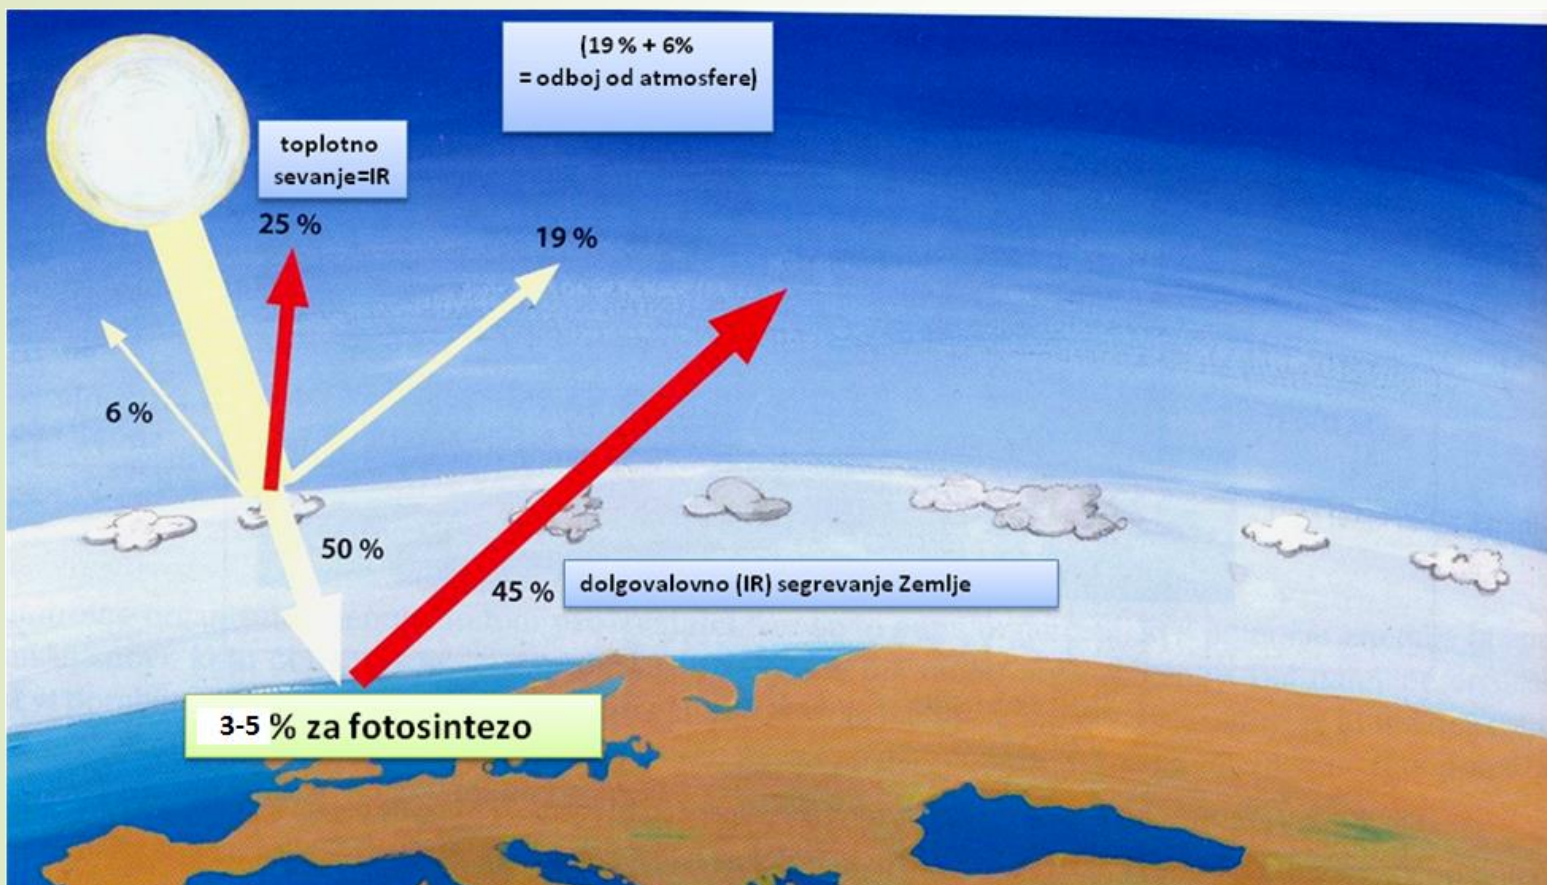 (19 % + 6%
= odboj od atmosfere)
toplotno
sevanje=IR
25 %
19 %
6 %
50 %
45 %
dolgovalovno (IR) segrevanje Zemlje
3-5 % za fotosintezo